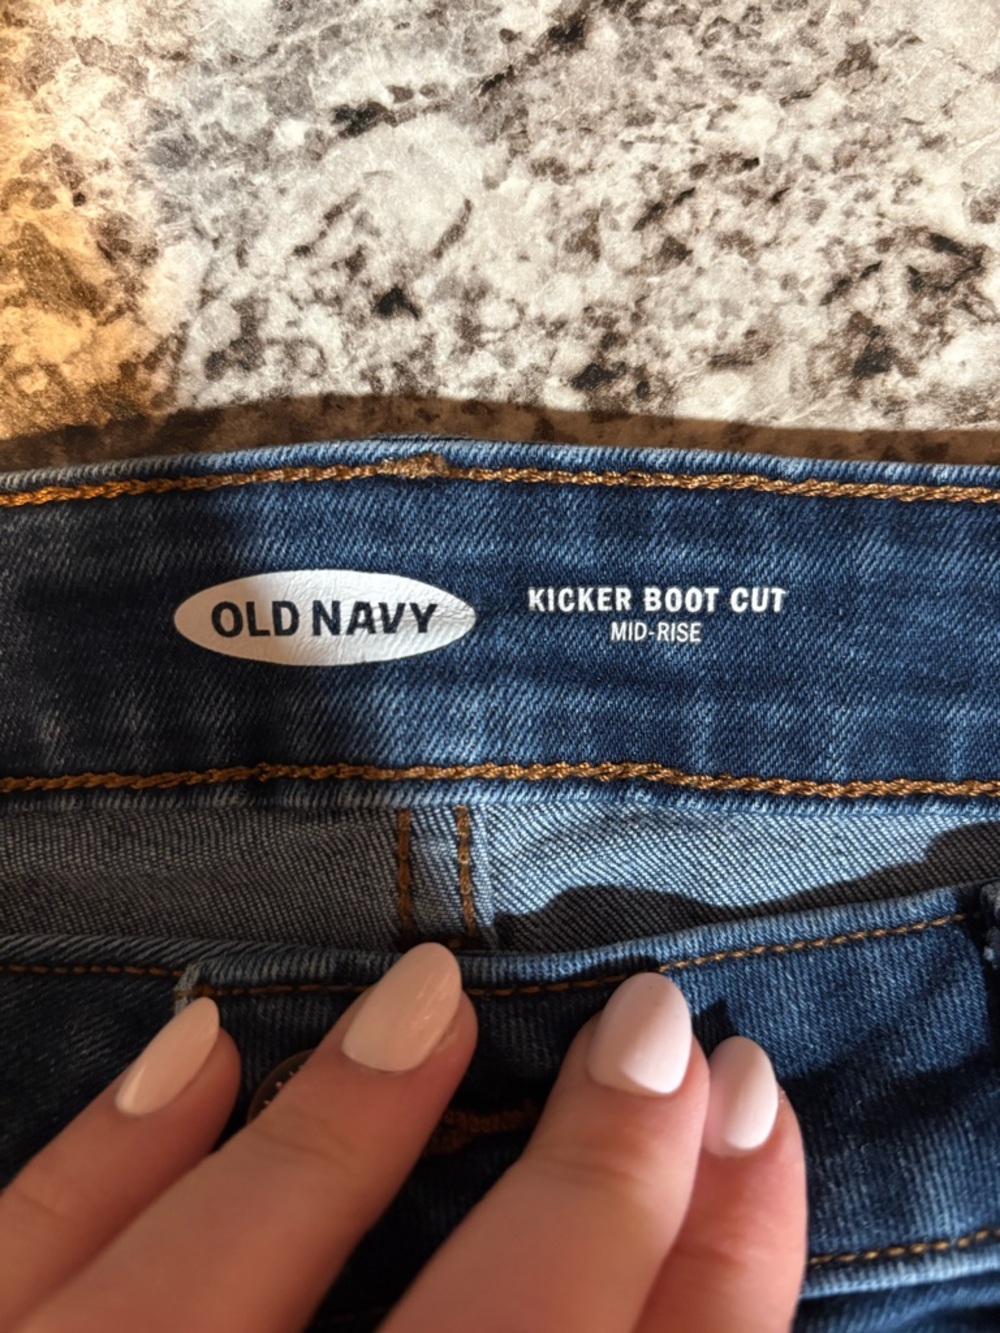 OLD NAVY
KICKER BOOT CUT
MID-RISE